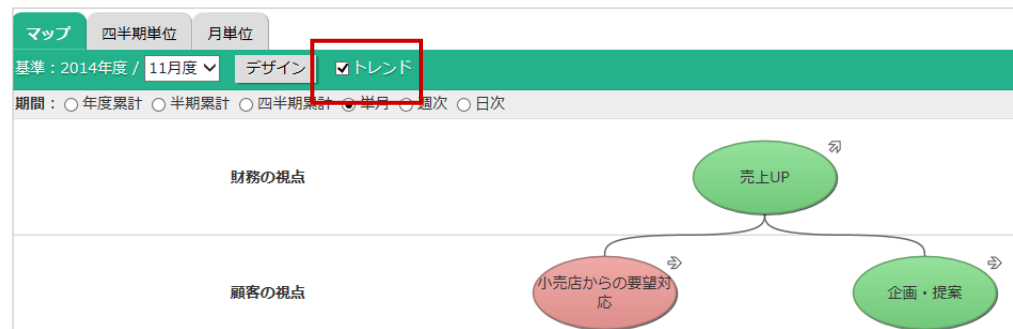 マップ 四半期単位 月単位
基準：2014年度 / 11月度 デザイン トレンド
期間： 年度累計 半期累計 四半期累計 単月 週次 日次
財務の視点 売上UP
顧客の視点 小売店からの要望対
応 企画・提案